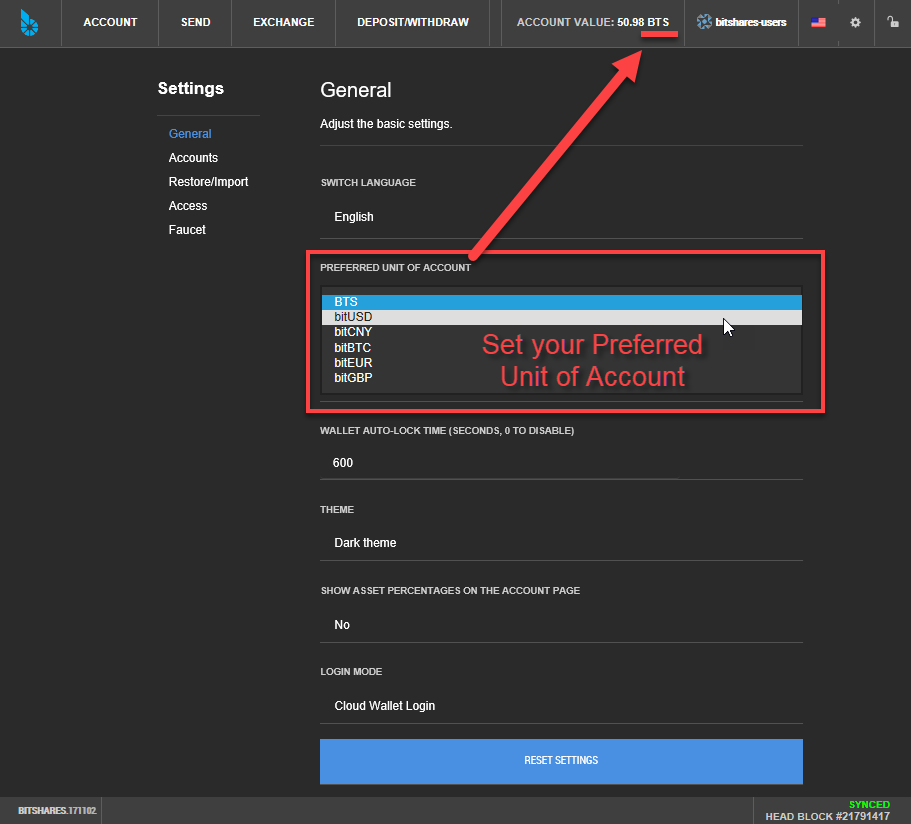 ACCOUNT
SEND
EXCHANGE
DEPOSIT/WITHDRAW
ACCOUNT VALUE: 50.98 BTS
bitshares-users
Settings
General
Accounts
Restore/Import
Access
Faucet
General
Adjust the basic settings.
SWITCH LANGUAGE
English
PREFERRED UNIT OF ACCOUNT
BTS
bitUSD
bitCNY
bitBTC
bitEUR
bitGBP
Set your Preferred
Unit of Account
WALLET AUTO-LOCK TIME (SECONDS, 0 TO DISABLE)
600
THEME
Dark theme
SHOW ASSET PERCENTAGES ON THE ACCOUNT PAGE
No
LOGIN MODE
Cloud Wallet Login
RESET SETTINGS
BITSHARES.171102
SYNCED
HEAD BLOCK #21791417